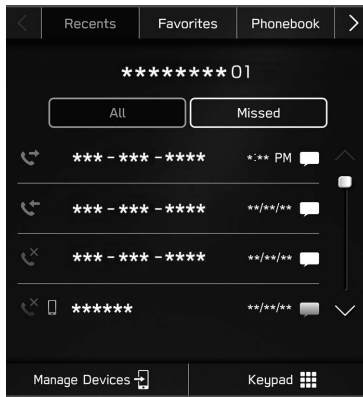 Recents Favorites Phonebook
********01
All Missed
***-***-**** *:** PM
***-***-**** **/**/**
***-***-**** **/**/**
****** **/**/**
Manage Devices Keypad